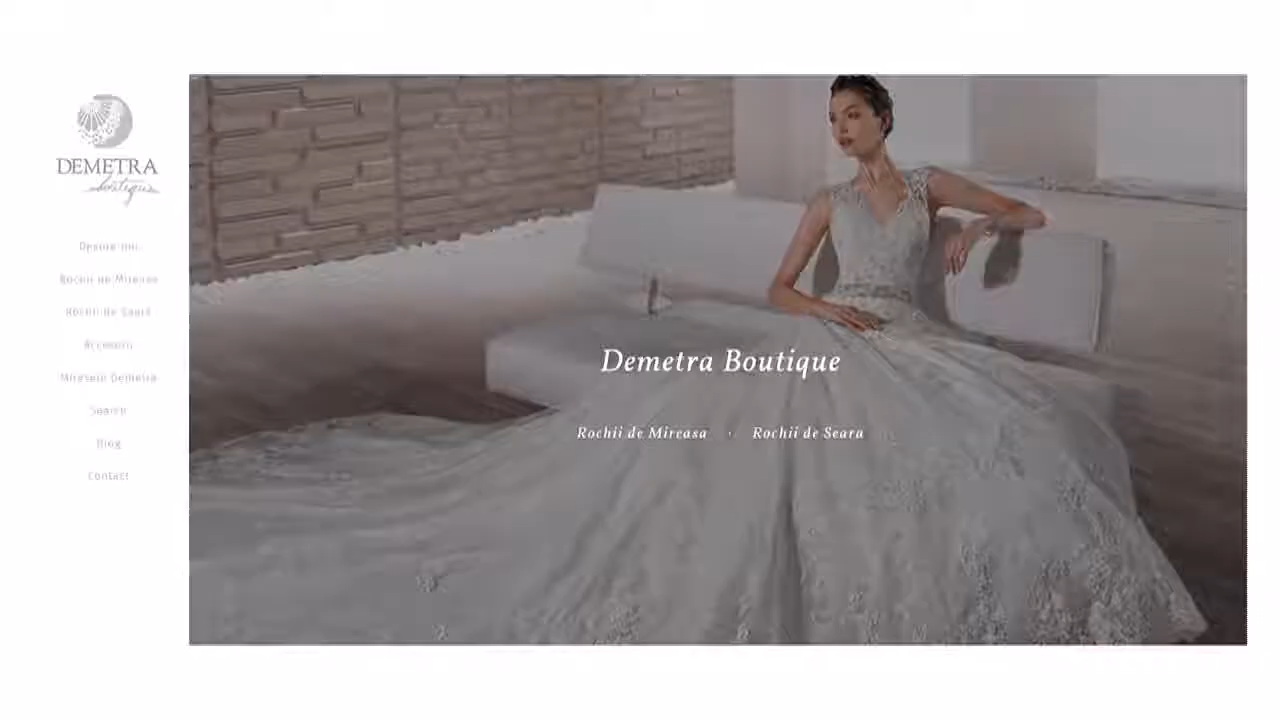 DEMETRA
boutique
Despre noi
Rochii de Mireasa
Rochii de Seara
Accesorii
Miresele Demetra
Search
Blog
Contact
Demetra Boutique
Rochii de Mireasa · Rochii de Seara